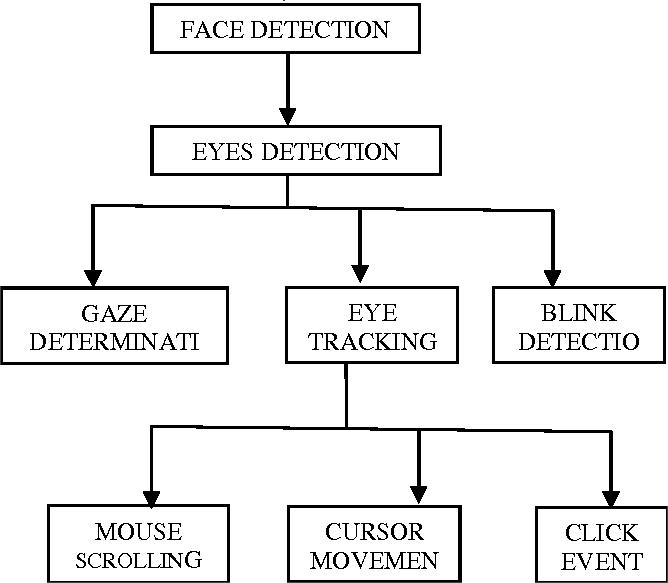 FACE DETECTION
EYES DETECTION
GAZE
DETERMINATI
EYE
TRACKING
BLINK
DETECTIO
MOUSE
SCROLLING
CURSOR
MOVEMEN
CLICK
EVENT